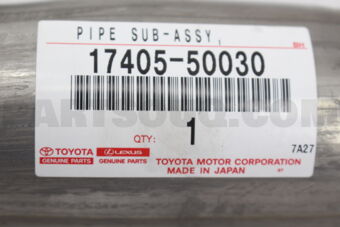 PIPE SUB-ASSY,
BH
17405-50030
QTY: 1
7A27
TOYOTA LEXUS
GENUINE PARTS GENUINE PARTS
TOYOTA MOTOR CORPORATION
MADE IN JAPAN